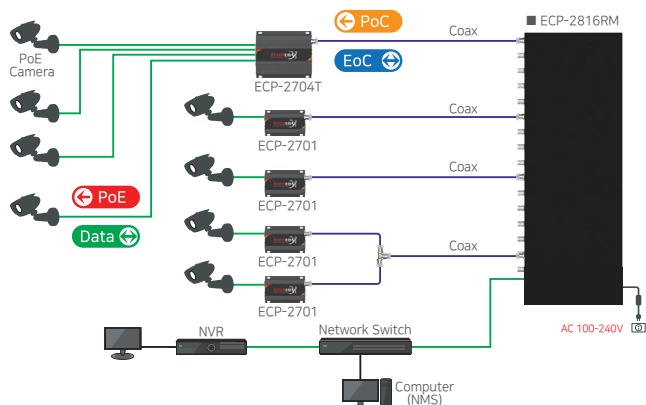 PoC
Coax
■ ECP-2816RM
PoE
Camera
EoC
ECP-2704T
Coax
ECP-2701
Coax
PoE
ECP-2701
Data
Coax
ECP-2701
ECP-2701
NVR
Network Switch
AC 100-240V
Computer
(NMS)